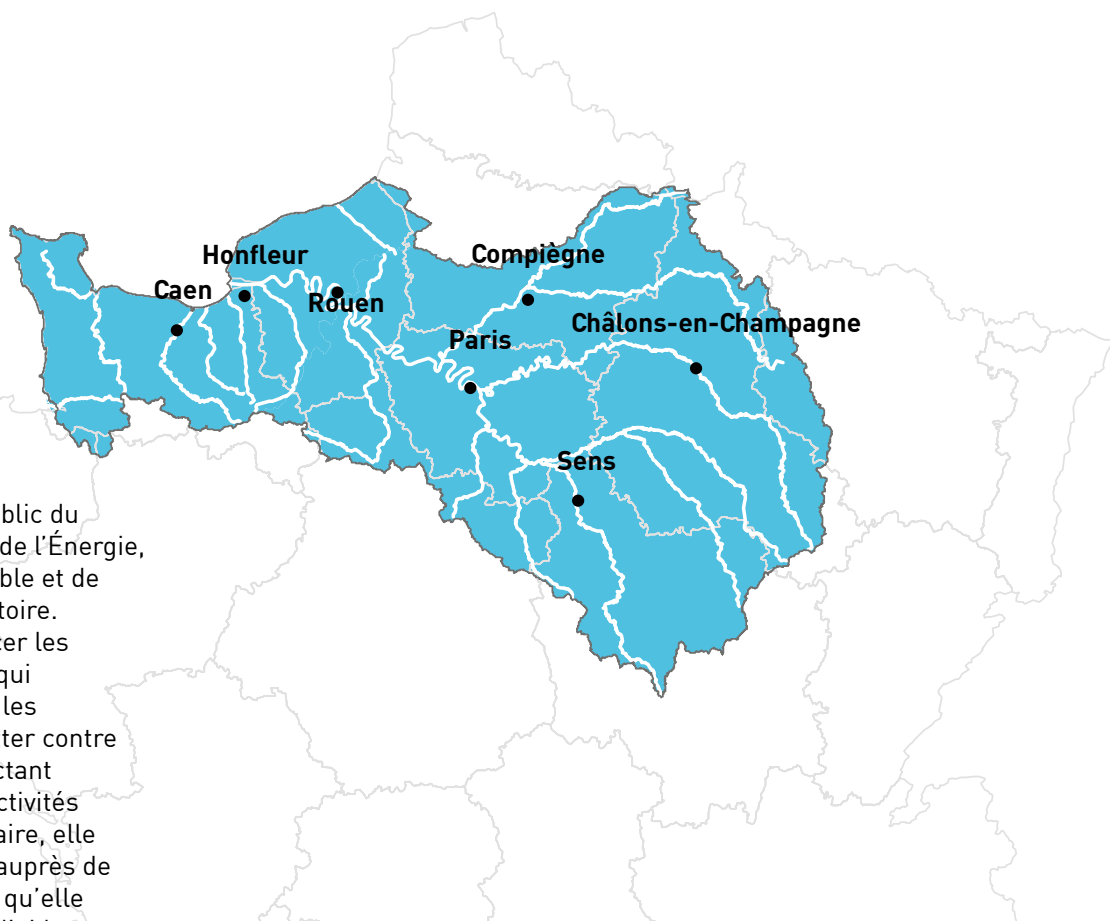 Honfleur
Compiègne
Caen
Rouen
Châlons-en-Champagne
Paris
Sens
blic du
de l’Énergie,
ble et de
toire.
cer les
qui
les
ter contre
ctant
ctivités
aire, elle
auprès de
qu’elle